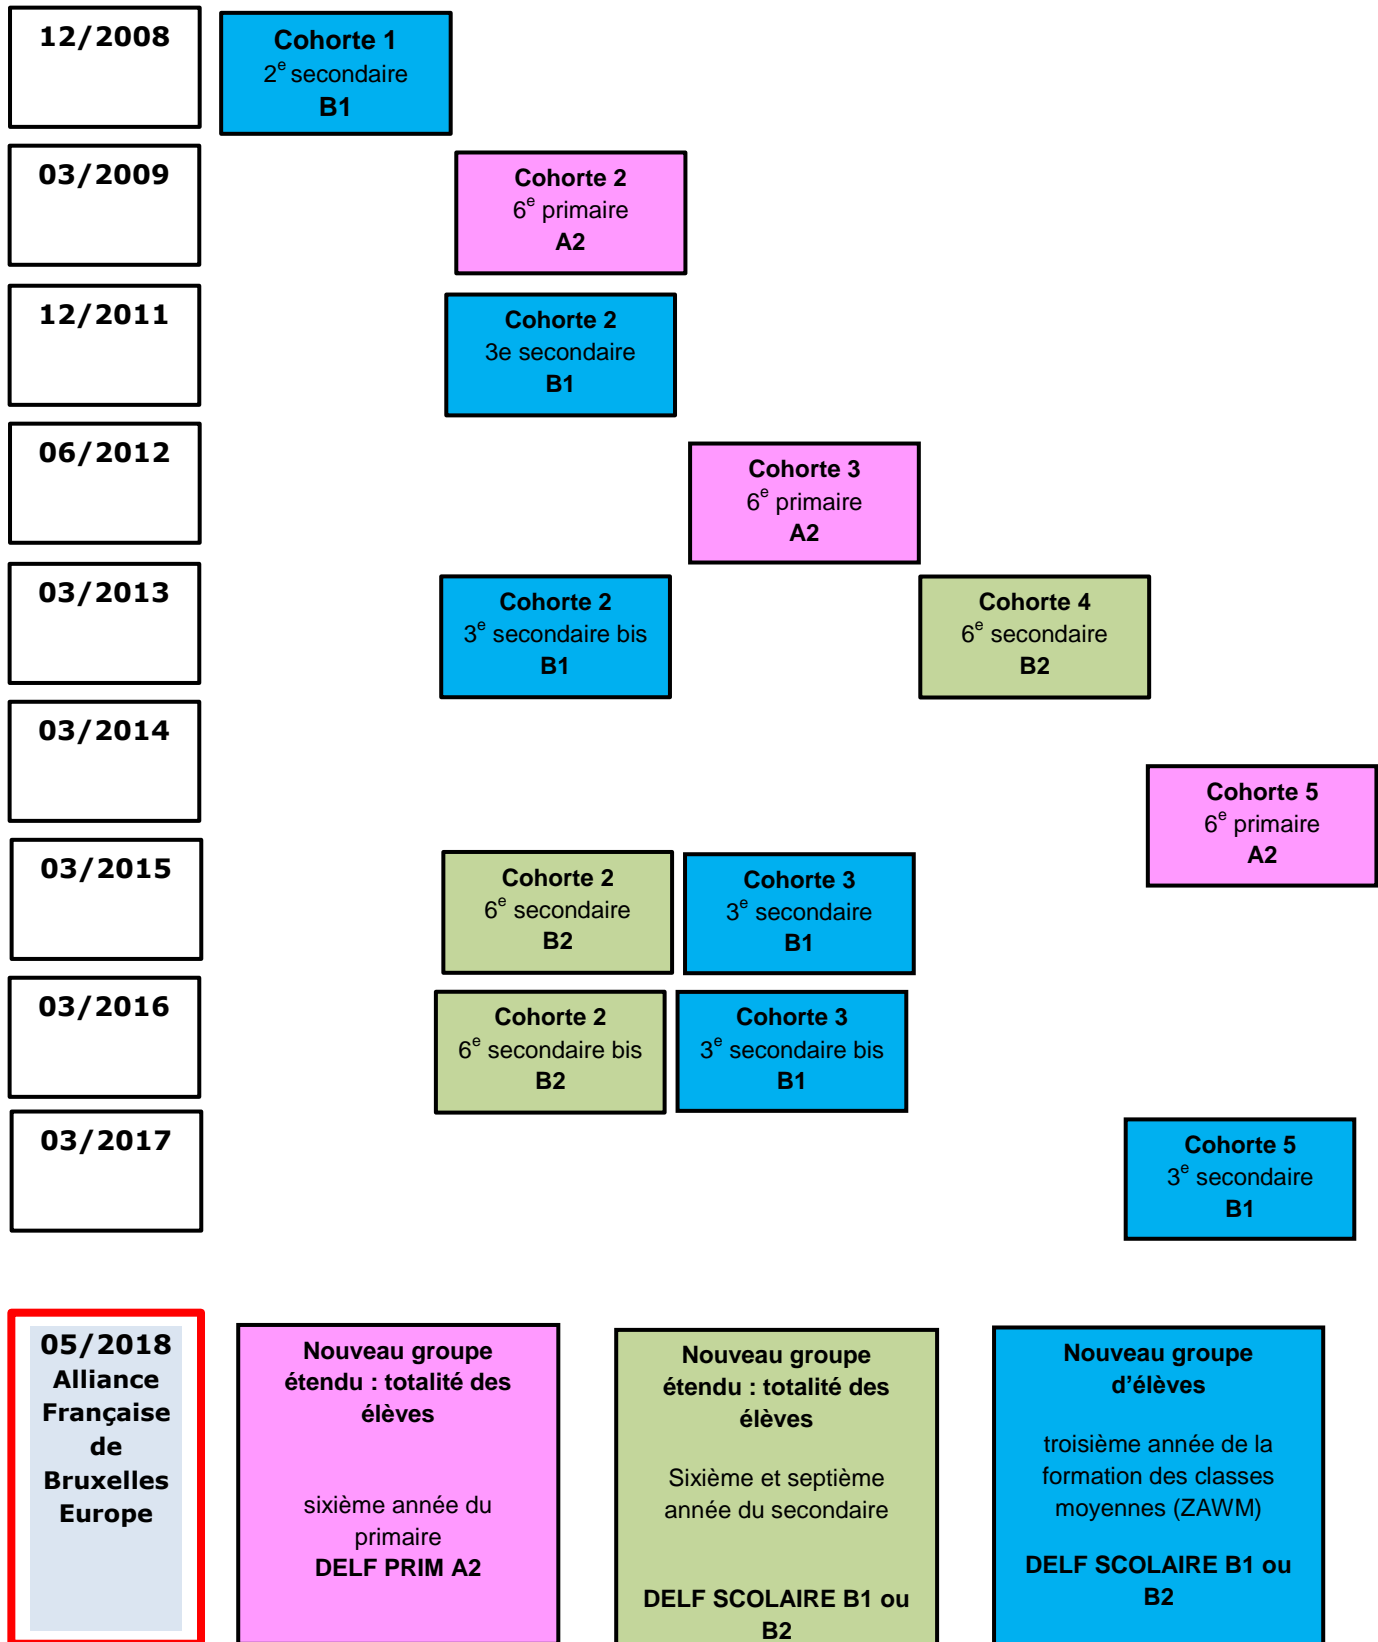 12/2008
Cohorte 1
2e secondaire
B1
03/2009
Cohorte 2
6e primaire
A2
12/2011
Cohorte 2
3e secondaire
B1
06/2012
Cohorte 3
6e primaire
A2
03/2013
Cohorte 2
3e secondaire bis
B1
Cohorte 4
6e secondaire
B2
03/2014
Cohorte 5
6e primaire
A2
03/2015
Cohorte 2
6e secondaire
B2
Cohorte 3
3e secondaire
B1
03/2016
Cohorte 2
6e secondaire bis
B2
Cohorte 3
3e secondaire bis
B1
03/2017
Cohorte 5
3e secondaire
B1
05/2018
Alliance
Française
de
Bruxelles
Europe
Nouveau groupe
étendu : totalité des
élèves
sixième année du
primaire
DELF PRIM A2
Nouveau groupe
étendu : totalité des
élèves
Sixième et septième
année du secondaire
DELF SCOLAIRE B1 ou
B2
Nouveau groupe
d’élèves
troisième année de la
formation des classes
moyennes (ZAWM)
DELF SCOLAIRE B1 ou
B2